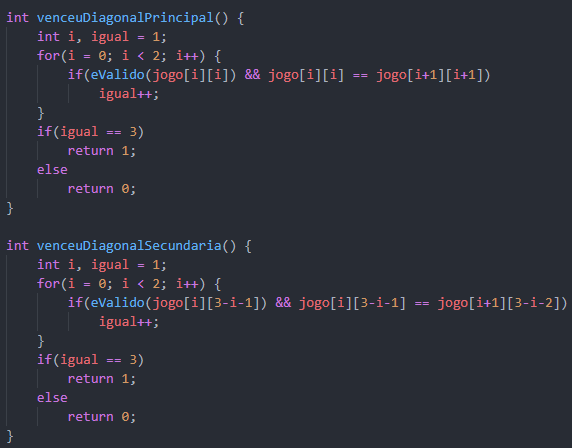 int venceuDiagonalPrincipal() {
    int i, igual = 1;
    for(i = 0; i < 2; i++) {
        if(eValido(jogo[i][i]) && jogo[i][i] == jogo[i+1][i+1])
            igual++;
    }
    if(igual == 3)
        return 1;
    else
        return 0;
}

int venceuDiagonalSecundaria() {
    int i, igual = 1;
    for(i = 0; i < 2; i++) {
        if(eValido(jogo[i][3-i-1]) && jogo[i][3-i-1] == jogo[i+1][3-i-2])
            igual++;
    }
    if(igual == 3)
        return 1;
    else
        return 0;
}